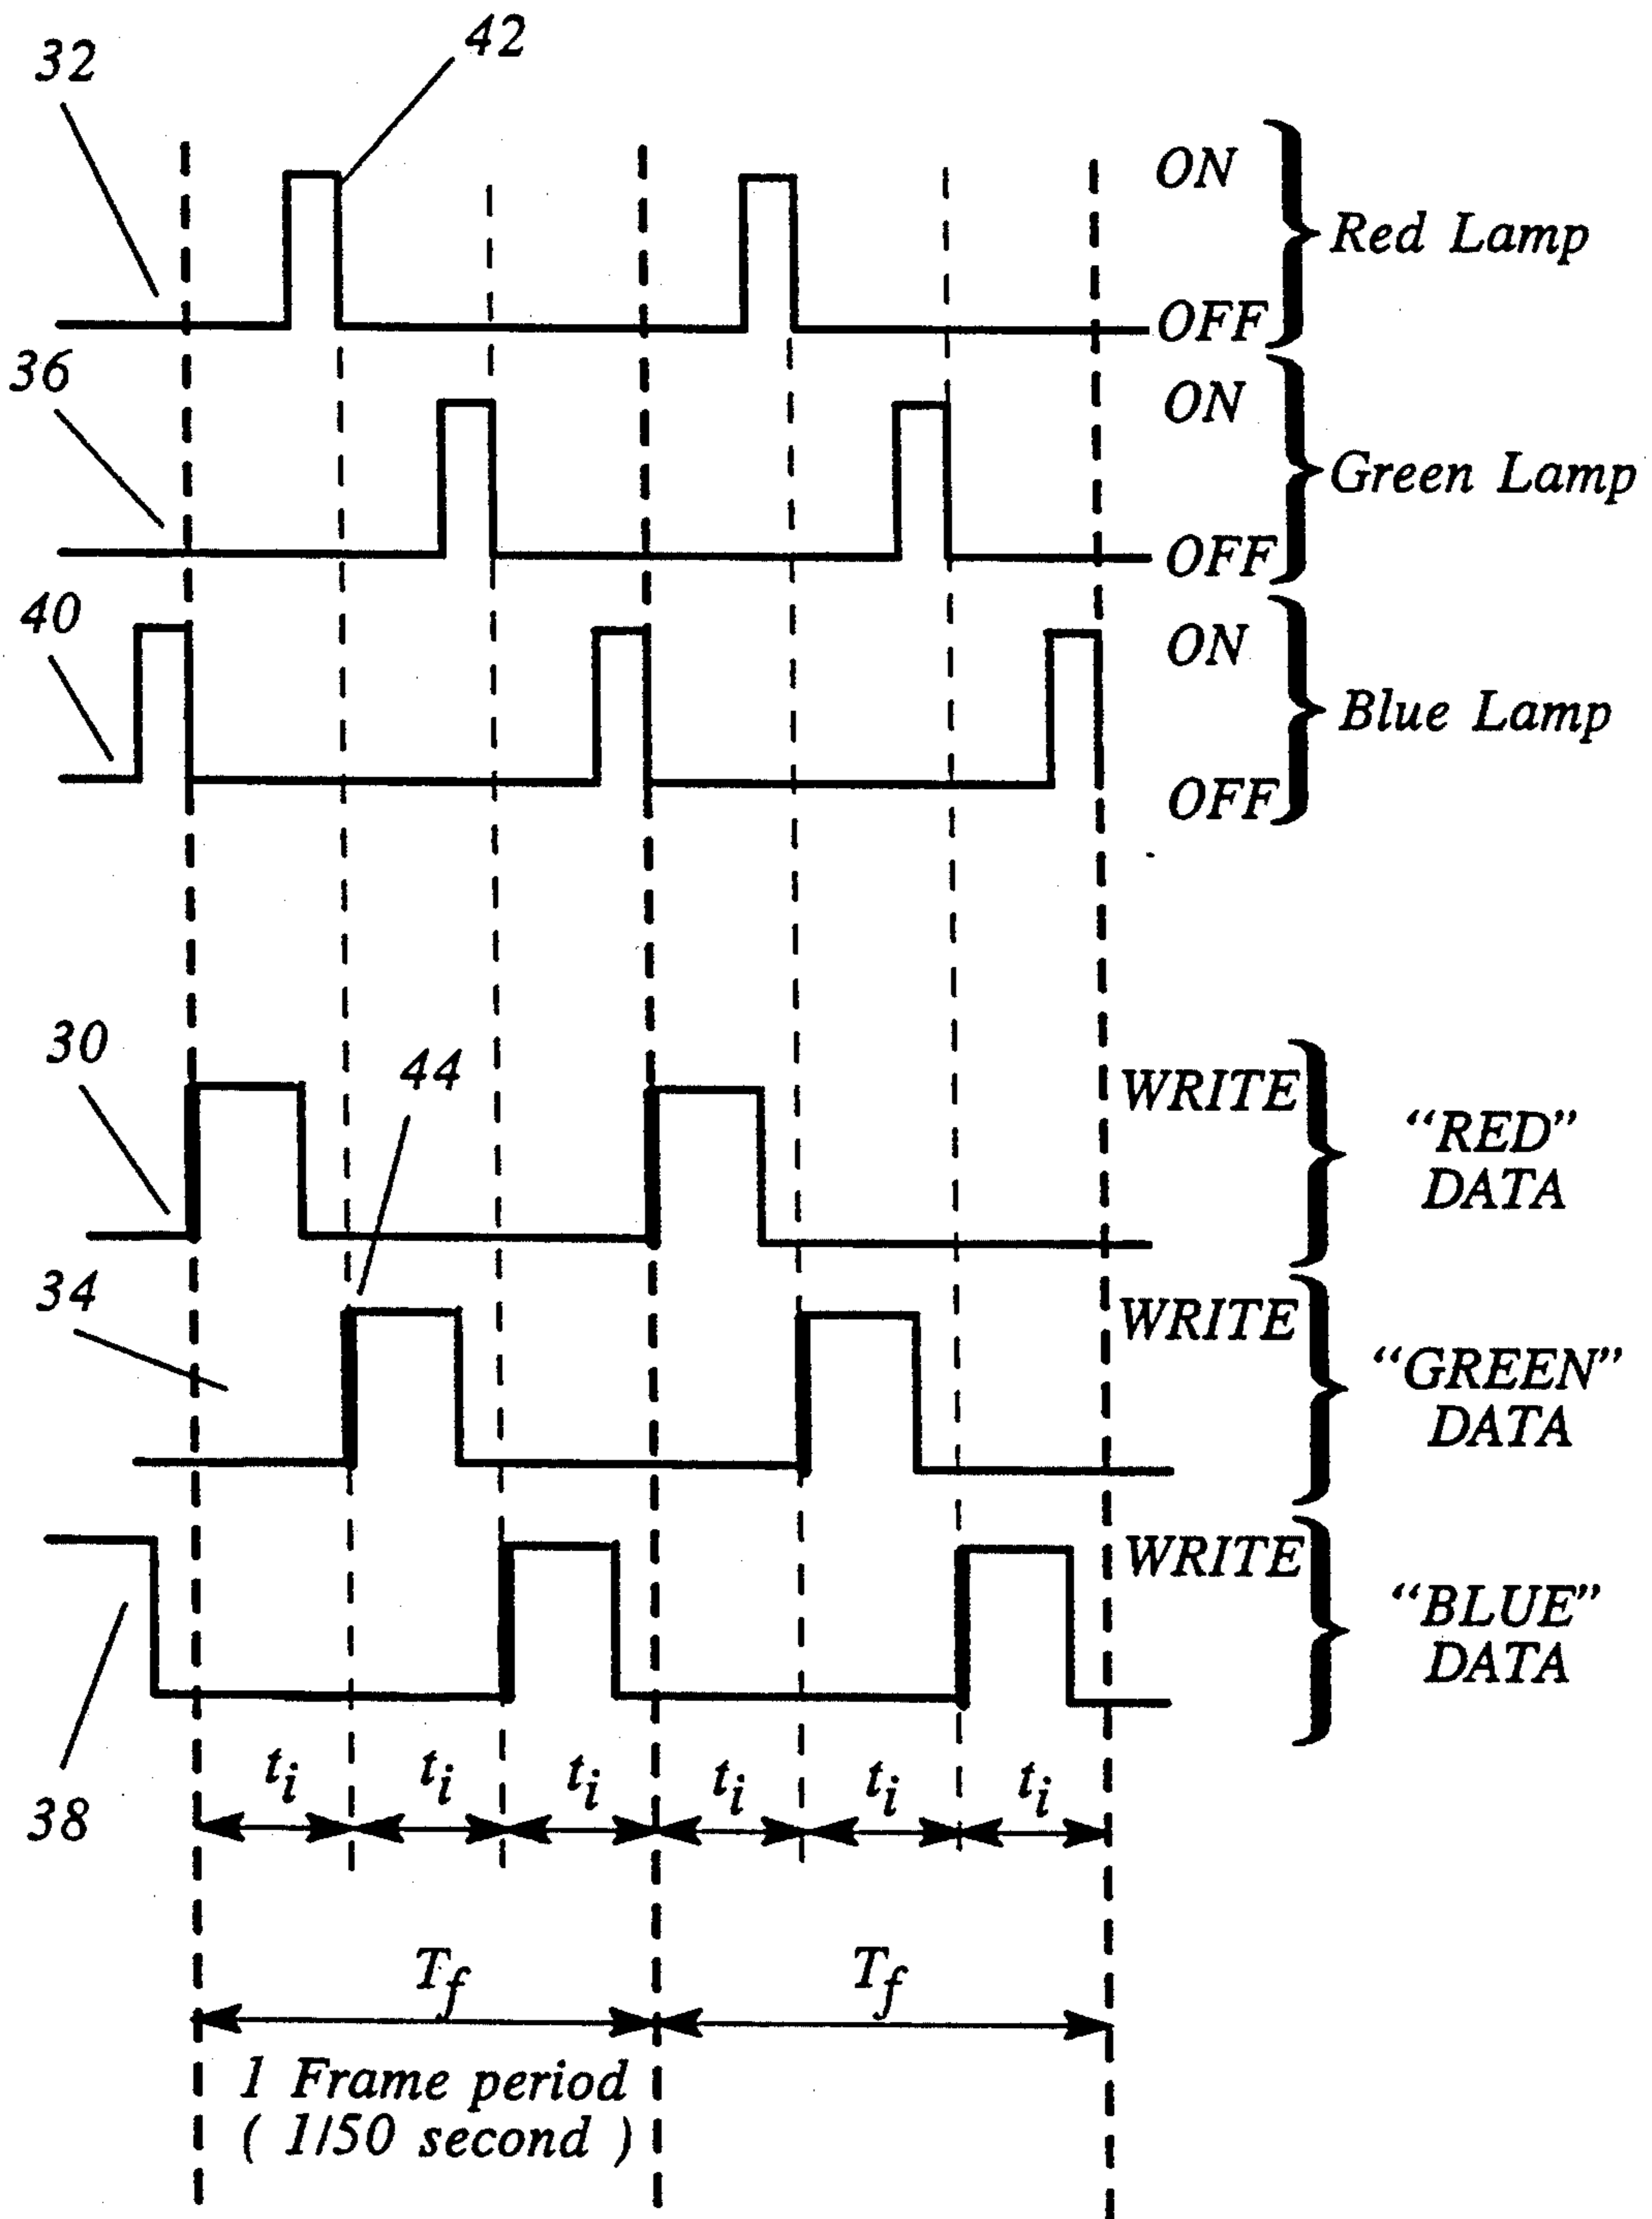 42
32
ON
Red Lamp
OFF
36
ON
Green Lamp
OFF
40
ON
Blue Lamp
OFF
30
44
WRITE
"RED"
DATA
34
WRITE
"GREEN"
DATA
WRITE
"BLUE"
DATA
38
ti ti ti ti ti ti
Tf Tf
1 Frame period
( 1/50 second )